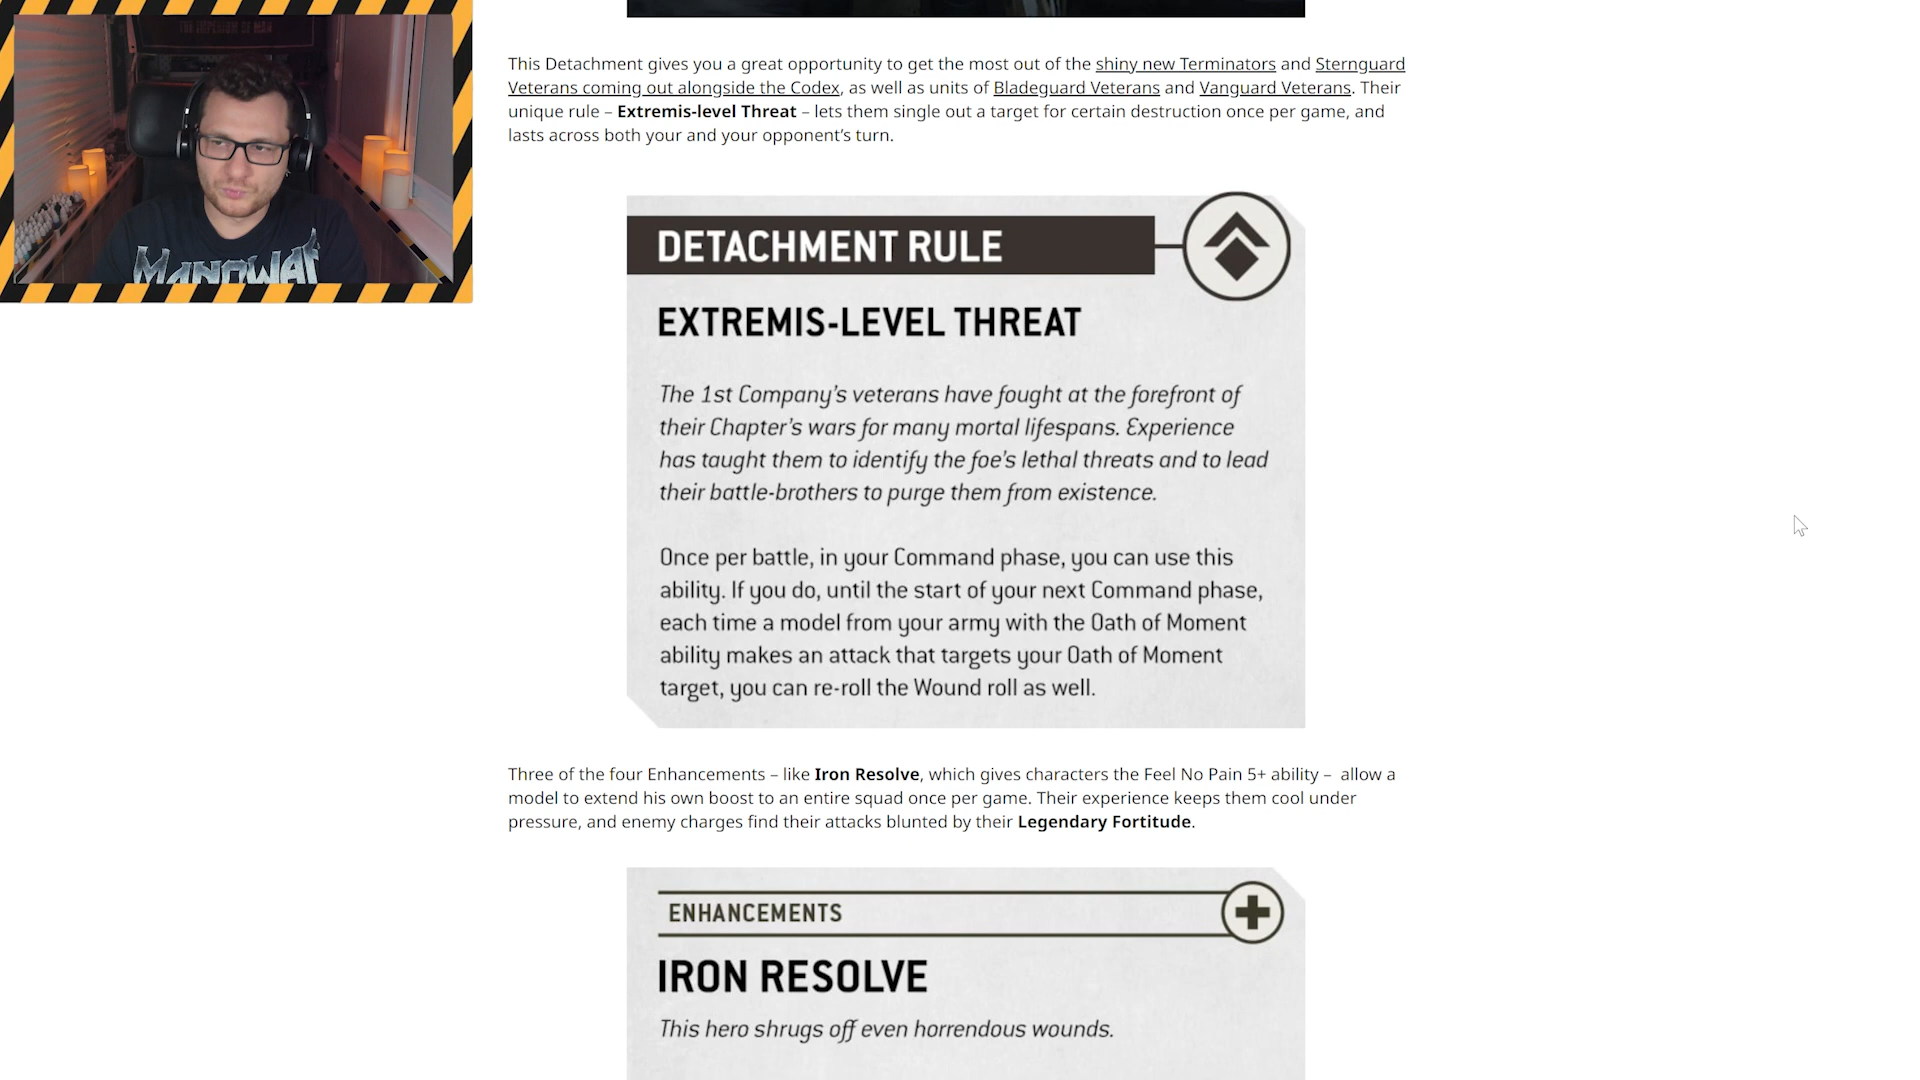 THE IMPERIUM OF MAN
MANOWAR
This Detachment gives you a great opportunity to get the most out of the shiny new Terminators and Sternguard
Veterans coming out alongside the Codex, as well as units of Bladeguard Veterans and Vanguard Veterans. Their
unique rule – Extremis-level Threat – lets them single out a target for certain destruction once per game, and
lasts across both your and your opponent’s turn.
DETACHMENT RULE
EXTREMIS-LEVEL THREAT
The 1st Company’s veterans have fought at the forefront of
their Chapter’s wars for many mortal lifespans. Experience
has taught them to identify the foe’s lethal threats and to lead
their battle-brothers to purge them from existence.
Once per battle, in your Command phase, you can use this
ability. If you do, until the start of your next Command phase,
each time a model from your army with the Oath of Moment
ability makes an attack that targets your Oath of Moment
target, you can re-roll the Wound roll as well.
Three of the four Enhancements – like Iron Resolve, which gives characters the Feel No Pain 5+ ability – allow a
model to extend his own boost to an entire squad once per game. Their experience keeps them cool under
pressure, and enemy charges find their attacks blunted by their Legendary Fortitude.
ENHANCEMENTS
IRON RESOLVE
This hero shrugs off even horrendous wounds.